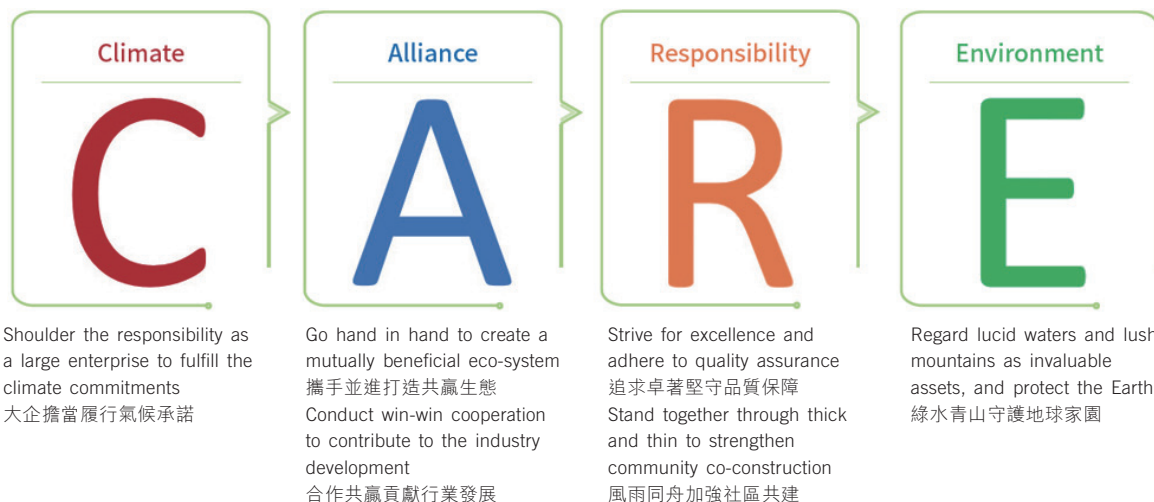 Climate
C
Shoulder the responsibility as
a large enterprise to fulfill the
climate commitments
大企擔當履行氣候承諾
Alliance
A
Go hand in hand to create a
mutually beneficial eco-system
攜手並進打造共贏生態
Conduct win-win cooperation
to contribute to the industry
development
合作共贏貢獻行業發展
Responsibility
R
Strive for excellence and
adhere to quality assurance
追求卓著堅守品質保障
Stand together through thick
and thin to strengthen
community co-construction
風雨同舟加強社區共建
Environment
E
Regard lucid waters and lush
mountains as invaluable
assets, and protect the Earth
綠水青山守護地球家園